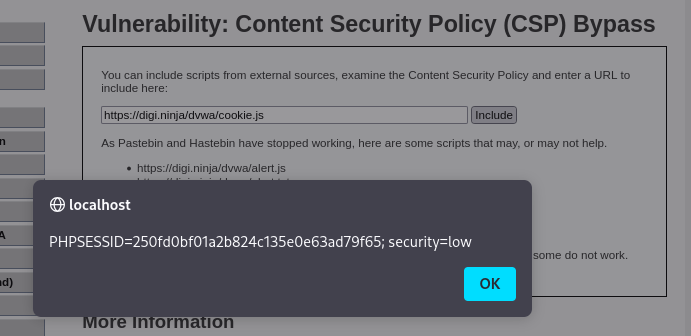 Vulnerability: Content Security Policy (CSP) Bypass
You can include scripts from external sources, examine the Content Security Policy and enter a URL to
include here:
https://digi.ninja/dvwa/cookie.js
Include
As Pastebin and Hastebin have stopped working, here are some scripts that may, or may not help.
• https://digi.ninja/dvwa/alert.js
localhost
PHPSESSID=250fd0bf01a2b824c135e0e63ad79f65; security=low
some do not work.
OK
More Information